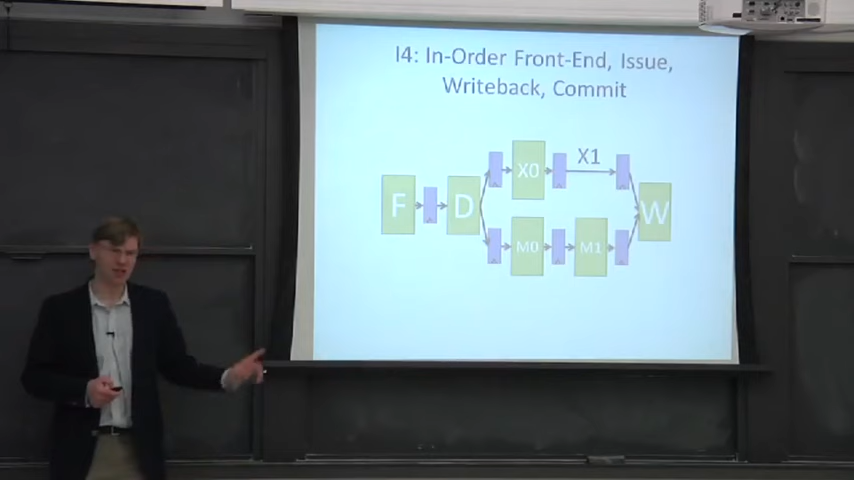 I4: In-Order Front-End, Issue,
Writeback, Commit
X0
X1
F
D
W
M0
M1